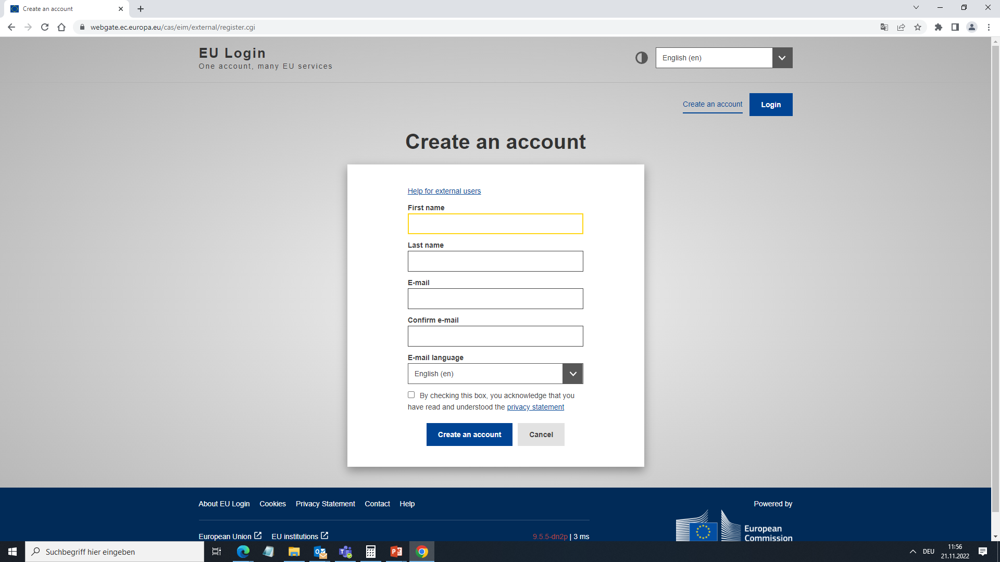 Create an account
webgate.ec.europa.eu/cas/eim/external/register.cgi
EU Login
One account, many EU services
English (en)
Create an account
Login
Create an account
Help for external users
First name
Last name
E-mail
Confirm e-mail
E-mail language
English (en)
By checking this box, you acknowledge that you
have read and understood the privacy statement
Create an account
Cancel
About EU Login Cookies Privacy Statement Contact Help
Powered by
European Union EU institutions
9.5.5-dn2p | 3 ms
European
Commission
Suchbegriff hier eingeben
DEU
11:56
21.11.2022